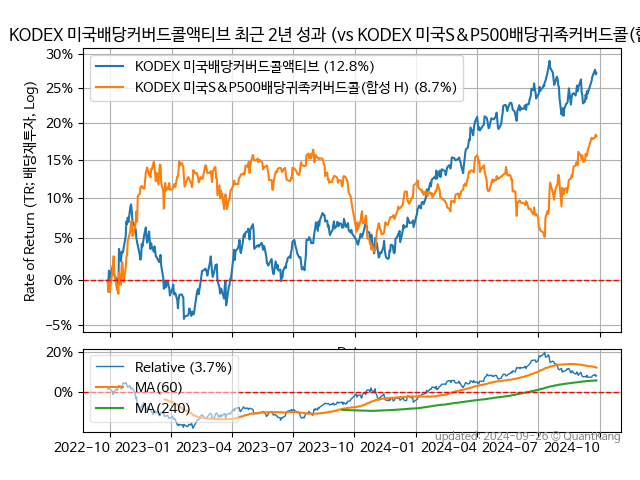 KODEX 미국배당커버드콜액티브 최근 2년 성과 (vs KODEX 미국S&P500배당귀족커버드콜(합
30%
25%
20%
15%
10%
5%
0%
−5%
Rate of Return (TR: 배당재투자, Log)
KODEX 미국배당커버드콜액티브 (12.8%)
KODEX 미국S&P500배당귀족커버드콜(합성 H) (8.7%)
20%
0%
Relative (3.7%)
MA(60)
MA(240)
2022−10 2023−01 2023−04 2023−07 2023−10 2024−01 2024−04 2024−07 2024−10
updated: 2024-09-26 © Quantkang